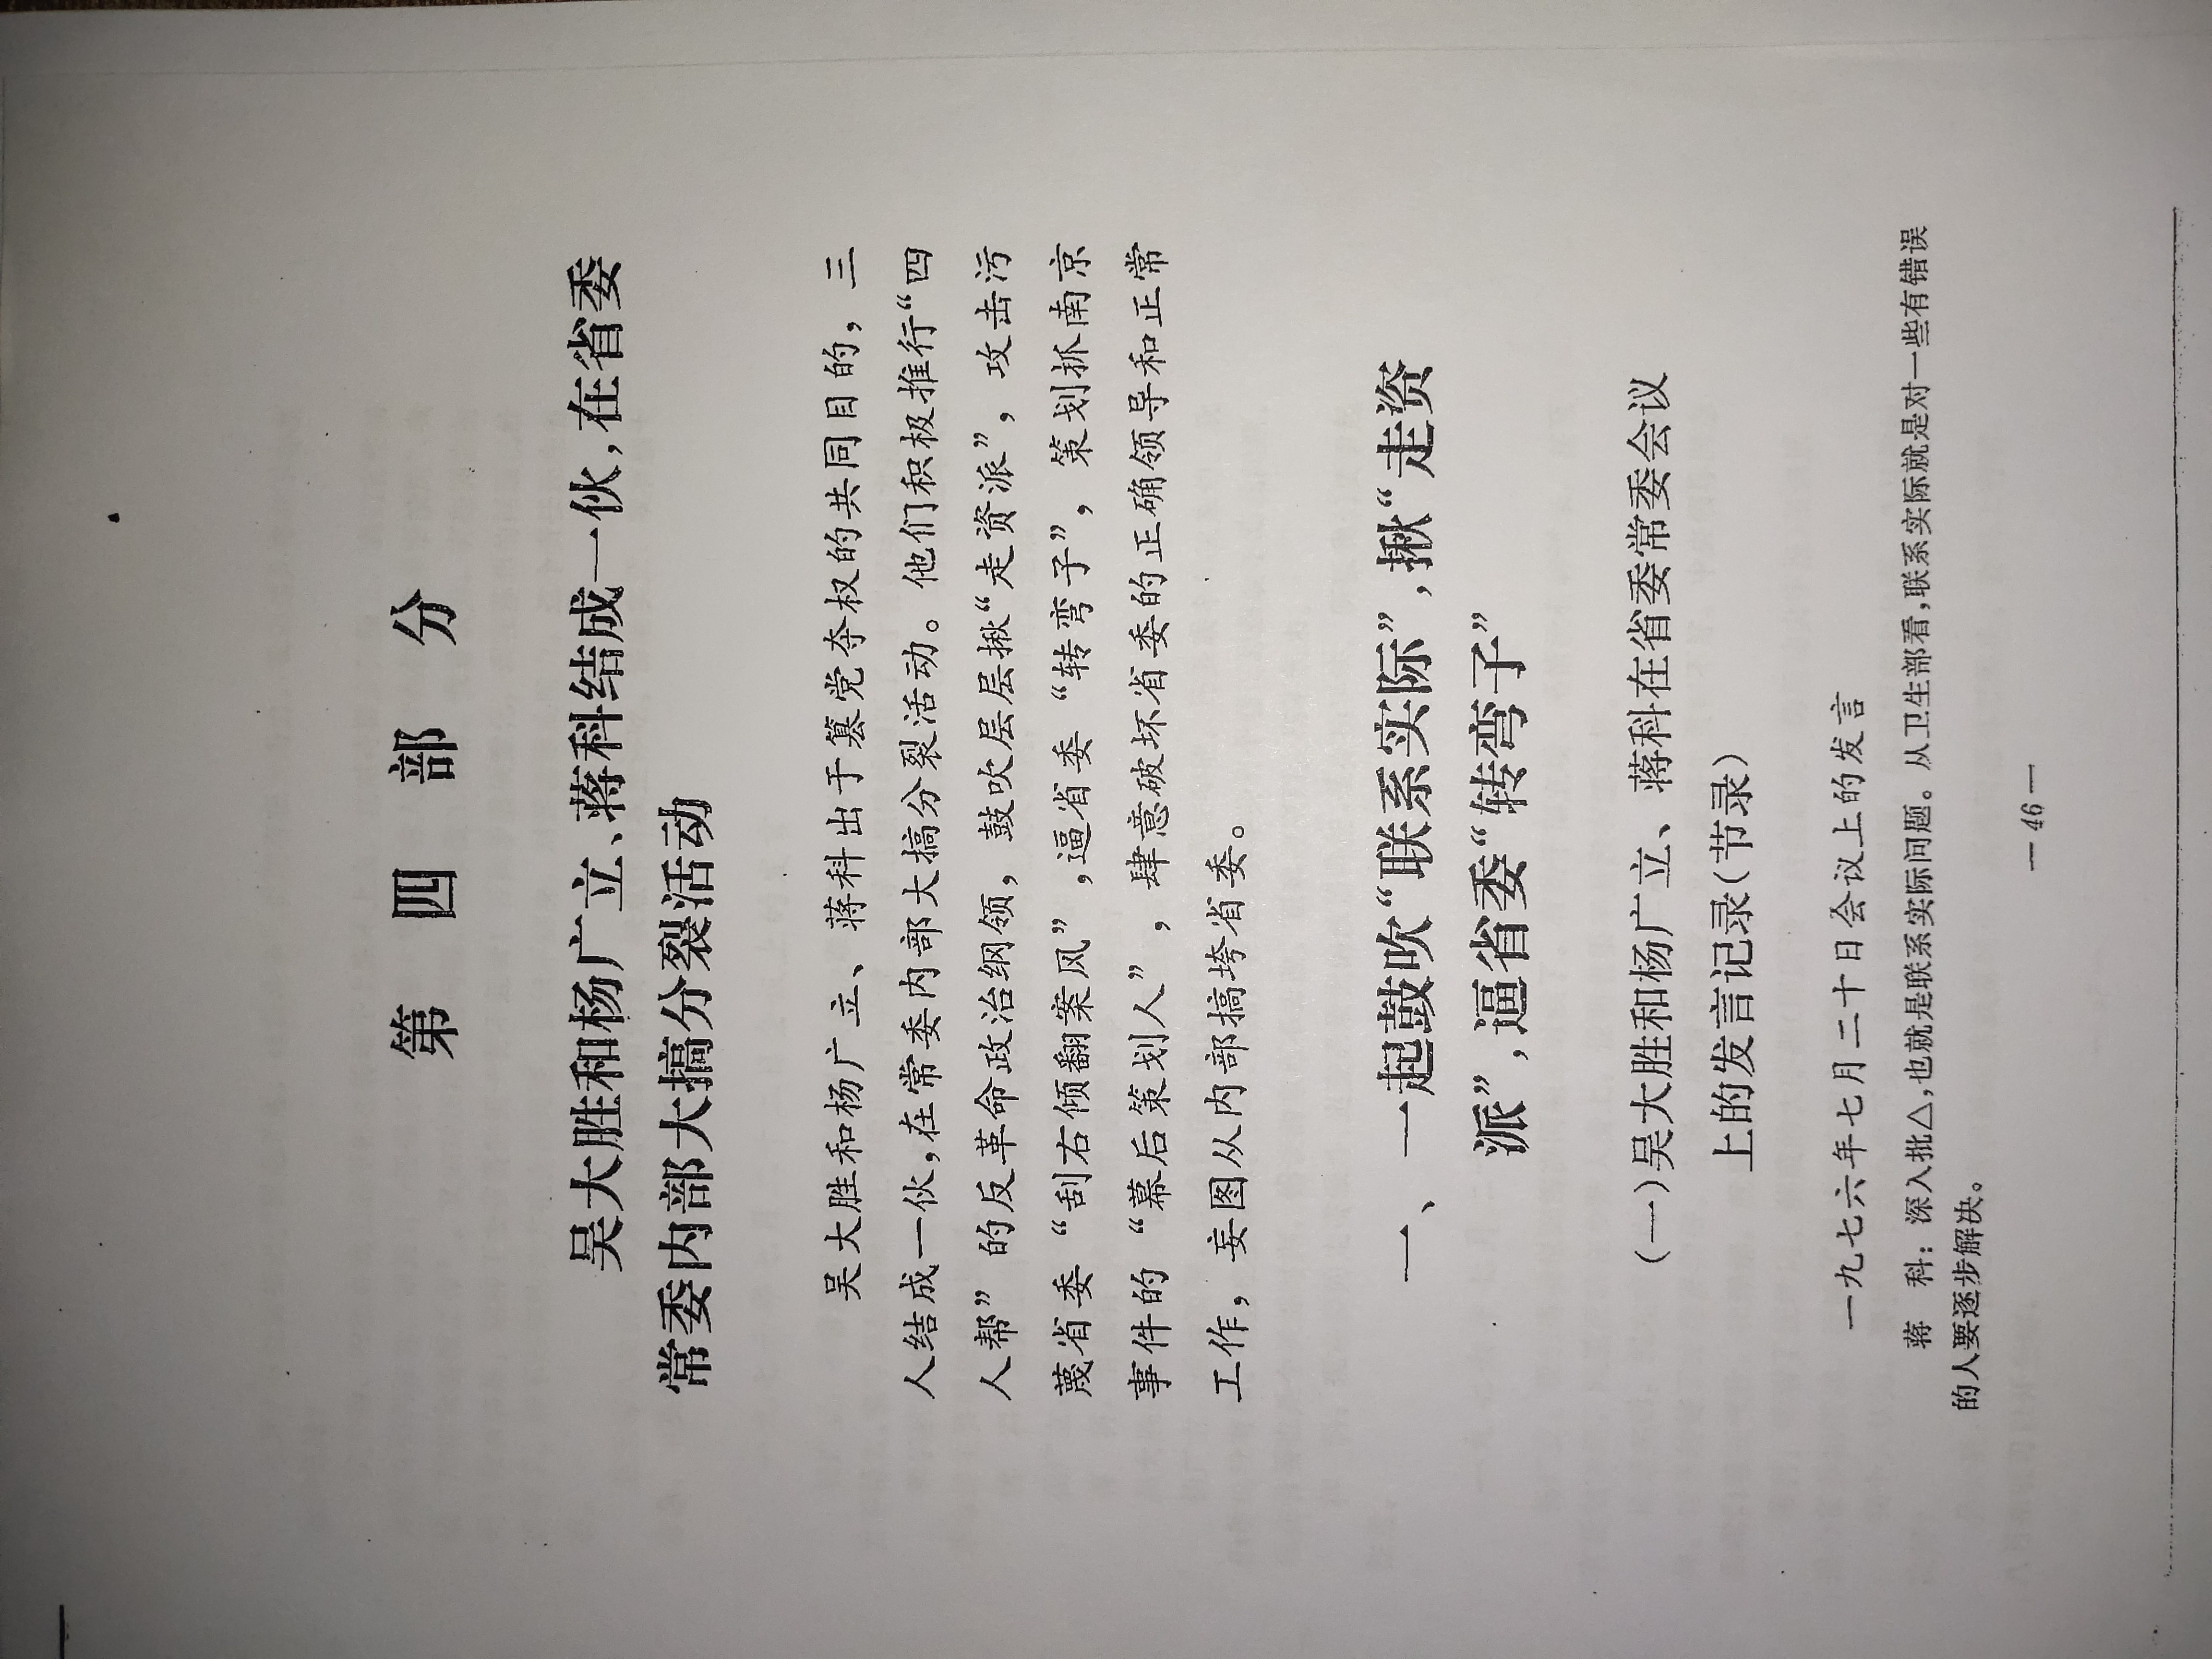 第四部分
吴大胜和杨广立、蒋科结成一伙,在省委
常委内部大搞分裂活动
吴大胜和杨广立、蒋科出于篡党夺权的共同目的，三
人结成一伙,在常委内部大搞分裂活动。他们积极推行“四
人帮”的反革命政治纲领，鼓吹层层揪“走资派”，攻击污
蔑省委“刮右倾翻案风”,逼省委“转弯子”，策划抓南京
事件的“幕后策划人”，肆意破坏省委的正确领导和正常
工作，妄图从内部搞垮省委。
一、一起鼓吹“联系实际”,揪“走资
派”,逼省委“转弯子”
(一)吴大胜和杨广立、蒋科在省委常委会议
上的发言记录(节录)
一九七六年七月二十日会议上的发言
蒋　科：深入批△,也就是联系实际问题。从卫生部看,联系实际就是对一些有错误
的人要逐步解决。
— 46 —